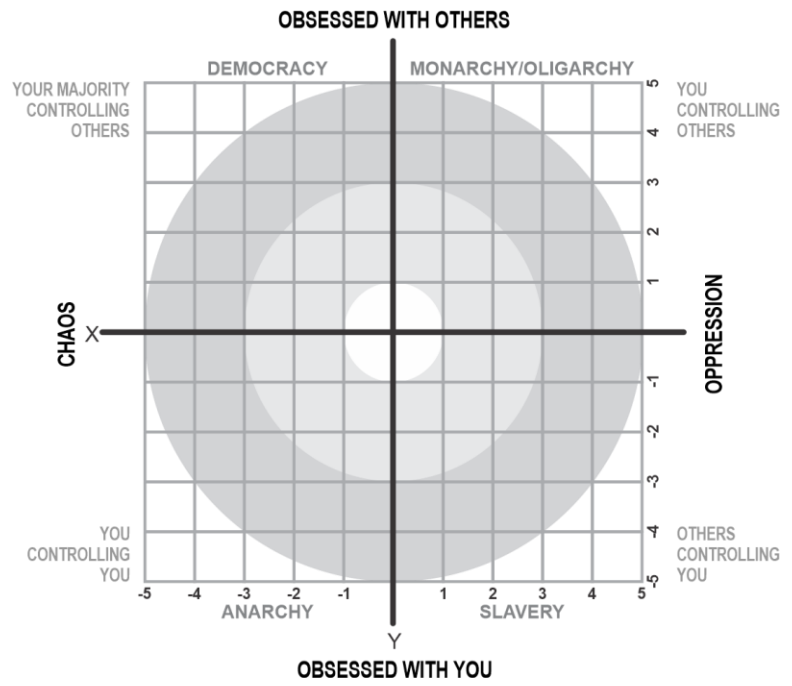 OBSESSED WITH OTHERS
DEMOCRACY
MONARCHY/OLIGARCHY
YOUR MAJORITY
CONTROLLING
OTHERS
YOU
CONTROLLING
OTHERS
5
4
3
2
1
CHAOS
X
OPPRESSION
-1
-2
-3
-4
-5
YOU
CONTROLLING
YOU
OTHERS
CONTROLLING
YOU
-5 -4 -3 -2 -1 1 2 3 4 5
ANARCHY
SLAVERY
Y
OBSESSED WITH YOU